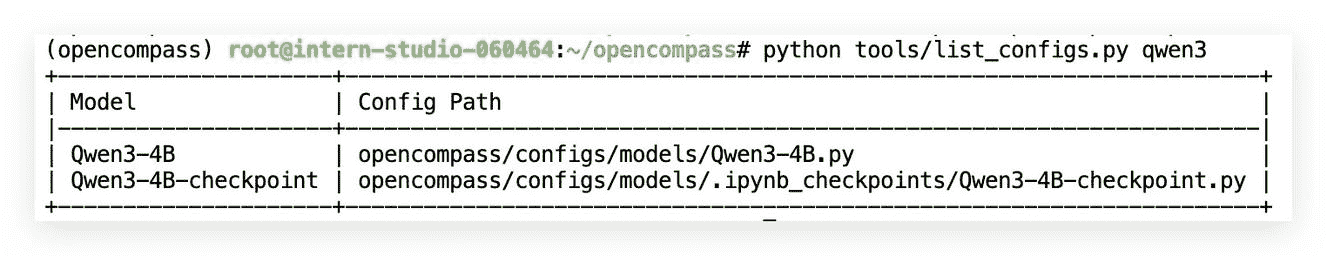 (opencompass) root@intern-studio-060464:~/opencompass# python tools/list_configs.py qwen3
+----------------------+--------------------------------------------------------------------------+
| Model                | Config Path                                                              |
|----------------------+--------------------------------------------------------------------------|
| Qwen3-4B             | opencompass/configs/models/Qwen3-4B.py                                   |
| Qwen3-4B-checkpoint | opencompass/configs/models/.ipynb_checkpoints/Qwen3-4B-checkpoint.py |
+----------------------+--------------------------------------------------------------------------+